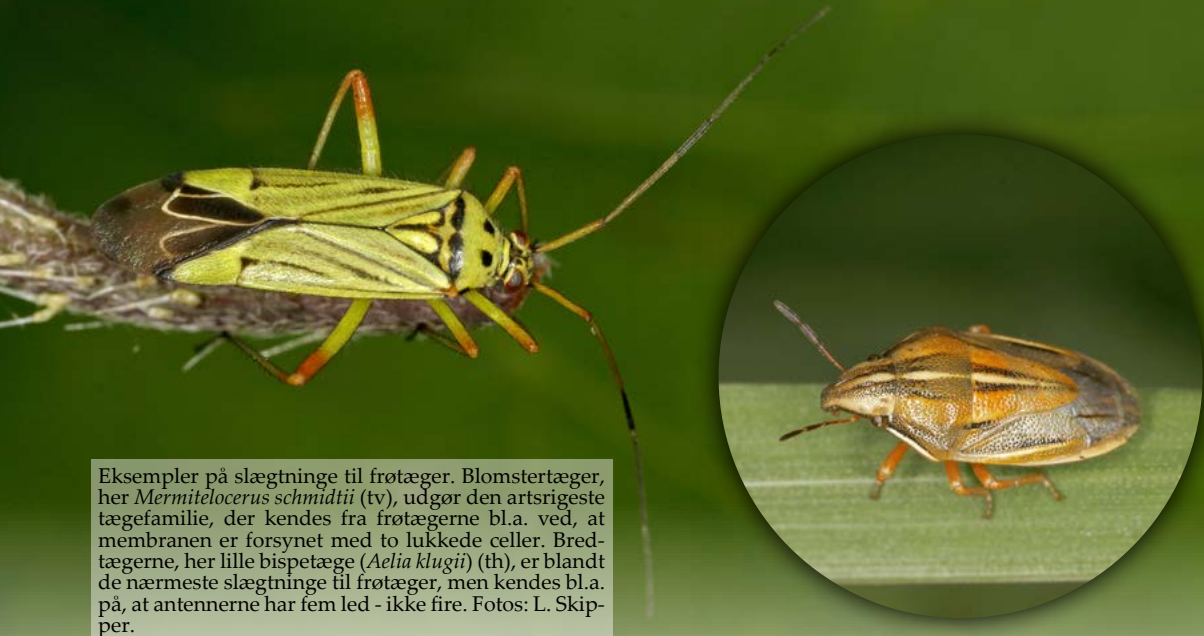 Eksempler på slægtninge til frøtæger. Blomstertæger,
her Mermitelocerus schmidtii (tv), udgør den artsrigeste
tægefamilie, der kendes fra frøtægerne bl.a. ved, at
membranen er forsynet med to lukkede celler. Bred-
tægerne, her lille bispetæge (Aelia klugii) (th), er blandt
de nærmeste slægtninge til frøtæger, men kendes bl.a.
på, at antennerne har fem led - ikke fire. Fotos: L. Skip-
per.